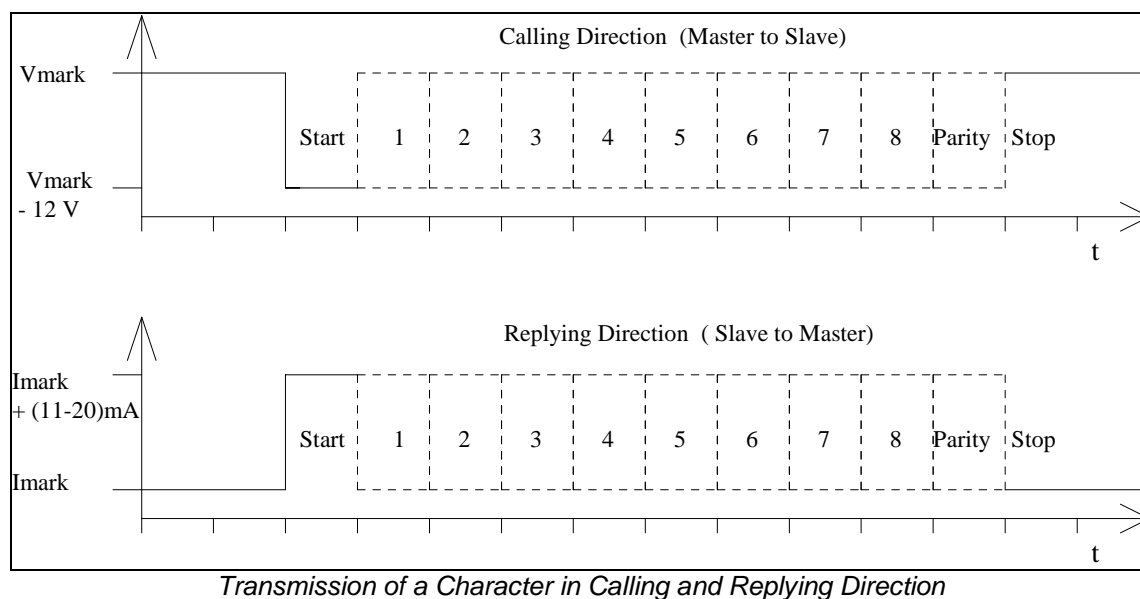 Calling Direction (Master to Slave)
Vmark
Start 1 2 3 4 5 6 7 8 Parity Stop
Vmark
- 12 V
t
Replying Direction ( Slave to Master)
Imark
+ (11-20)mA
Start 1 2 3 4 5 6 7 8 Parity Stop
Imark
t
Transmission of a Character in Calling and Replying Direction